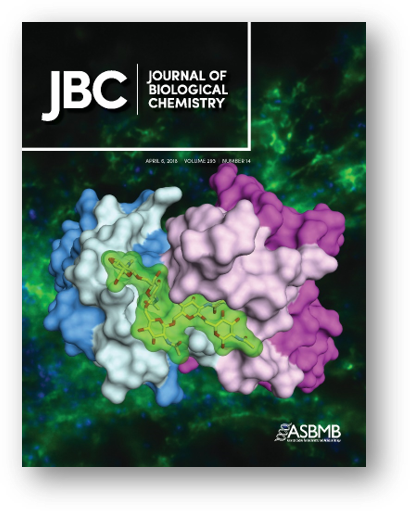 JBC
JOURNAL OF
BIOLOGICAL
CHEMISTRY
APRIL 6, 2018 VOLUME 293 NUMBER 14
ASBMB